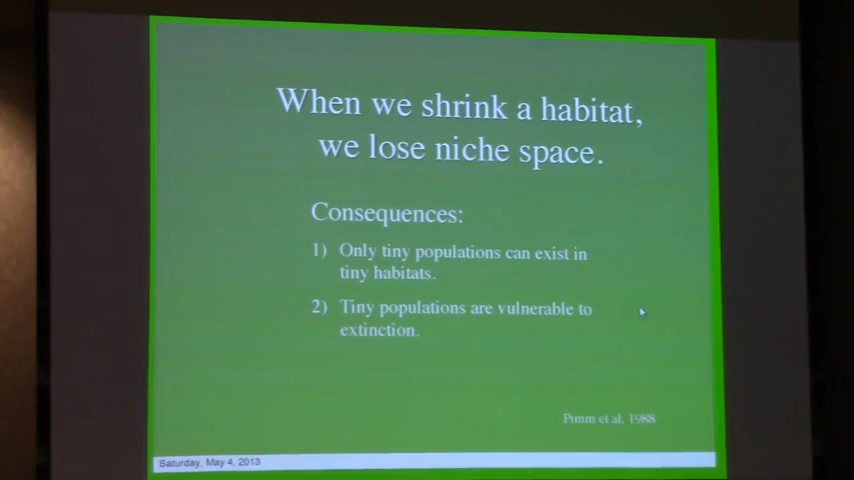 When we shrink a habitat,
we lose niche space.
Consequences:
1) Only tiny populations can exist in
tiny habitats.
2) Tiny populations are vulnerable to
extinction.
Pimm et al. 1988
Saturday, May 4, 2013